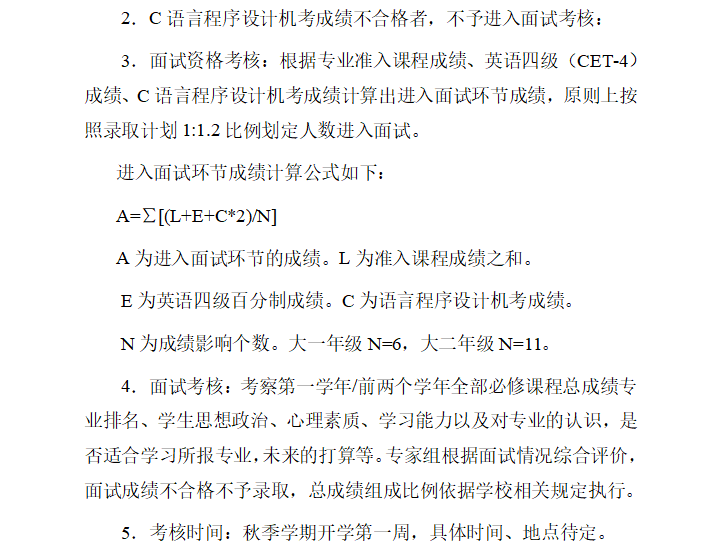 2．C 语言程序设计机考成绩不合格者，不予进入面试考核：
3．面试资格考核：根据专业准入课程成绩、英语四级（CET-4）
成绩、C 语言程序设计机考成绩计算出进入面试环节成绩，原则上按
照录取计划 1:1.2 比例划定人数进入面试。
进入面试环节成绩计算公式如下：
A=∑[(L+E+C*2)/N]
A 为进入面试环节的成绩。L 为准入课程成绩之和。
E 为英语四级百分制成绩。C 为语言程序设计机考成绩。
N 为成绩影响个数。大一年级 N=6，大二年级 N=11。
4．面试考核：考察第一学年/前两个学年全部必修课程总成绩专
业排名、学生思想政治、心理素质、学习能力以及对专业的认识，是
否适合学习所报专业，未来的打算等。专家组根据面试情况综合评价，
面试成绩不合格不予录取，总成绩组成比例依据学校相关规定执行。
5．考核时间：秋季学期开学第一周，具体时间、地点待定。